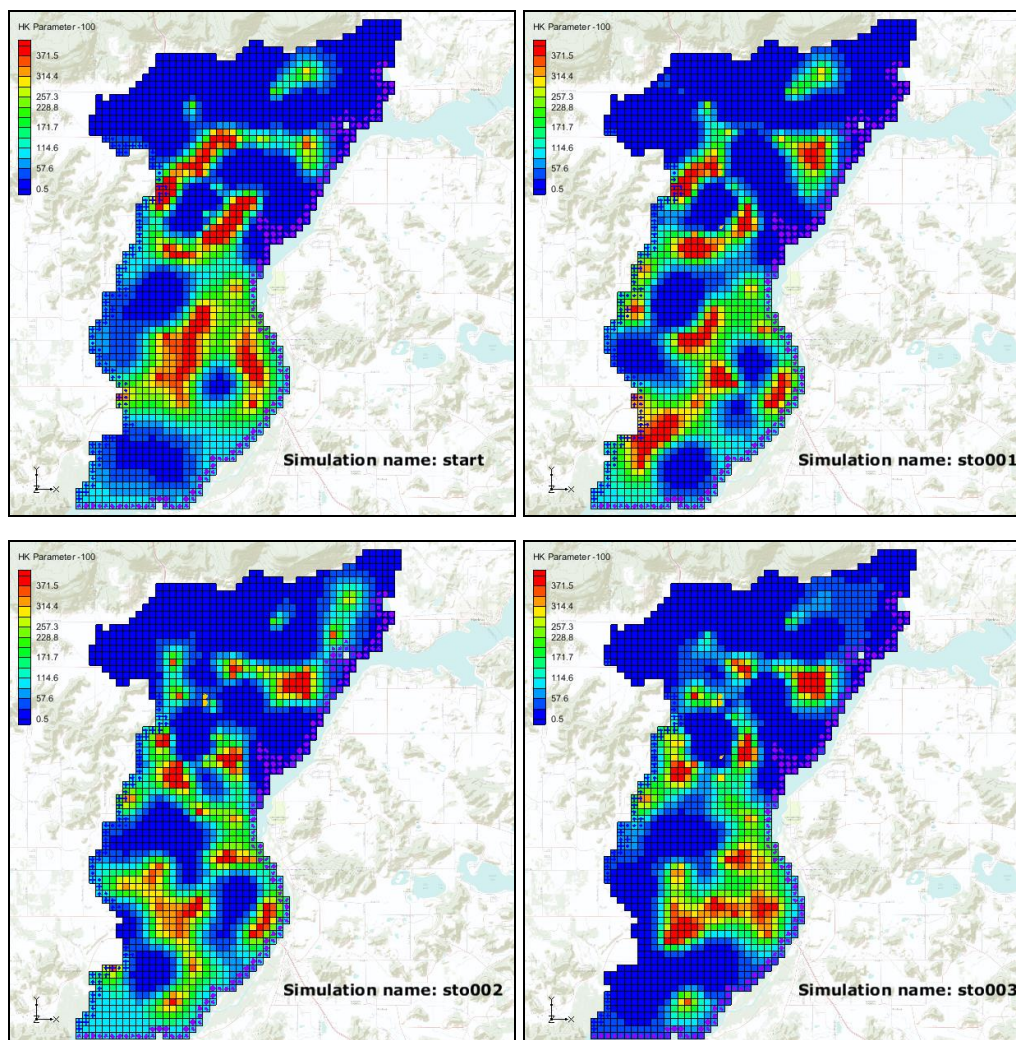 HK Parameter -100
371.5
314.4
257.3
228.8
171.7
114.6
57.6
0.5
Y
Z
X
Simulation name: start
HK Parameter -100
371.5
314.4
257.3
228.8
171.7
114.6
57.6
0.5
Y
Z
X
Simulation name: sto001
HK Parameter -100
371.5
314.4
257.3
228.8
171.7
114.6
57.6
0.5
Y
Z
X
Simulation name: sto002
HK Parameter -100
371.5
314.4
257.3
228.8
171.7
114.6
57.6
0.5
Y
Z
X
Simulation name: sto003